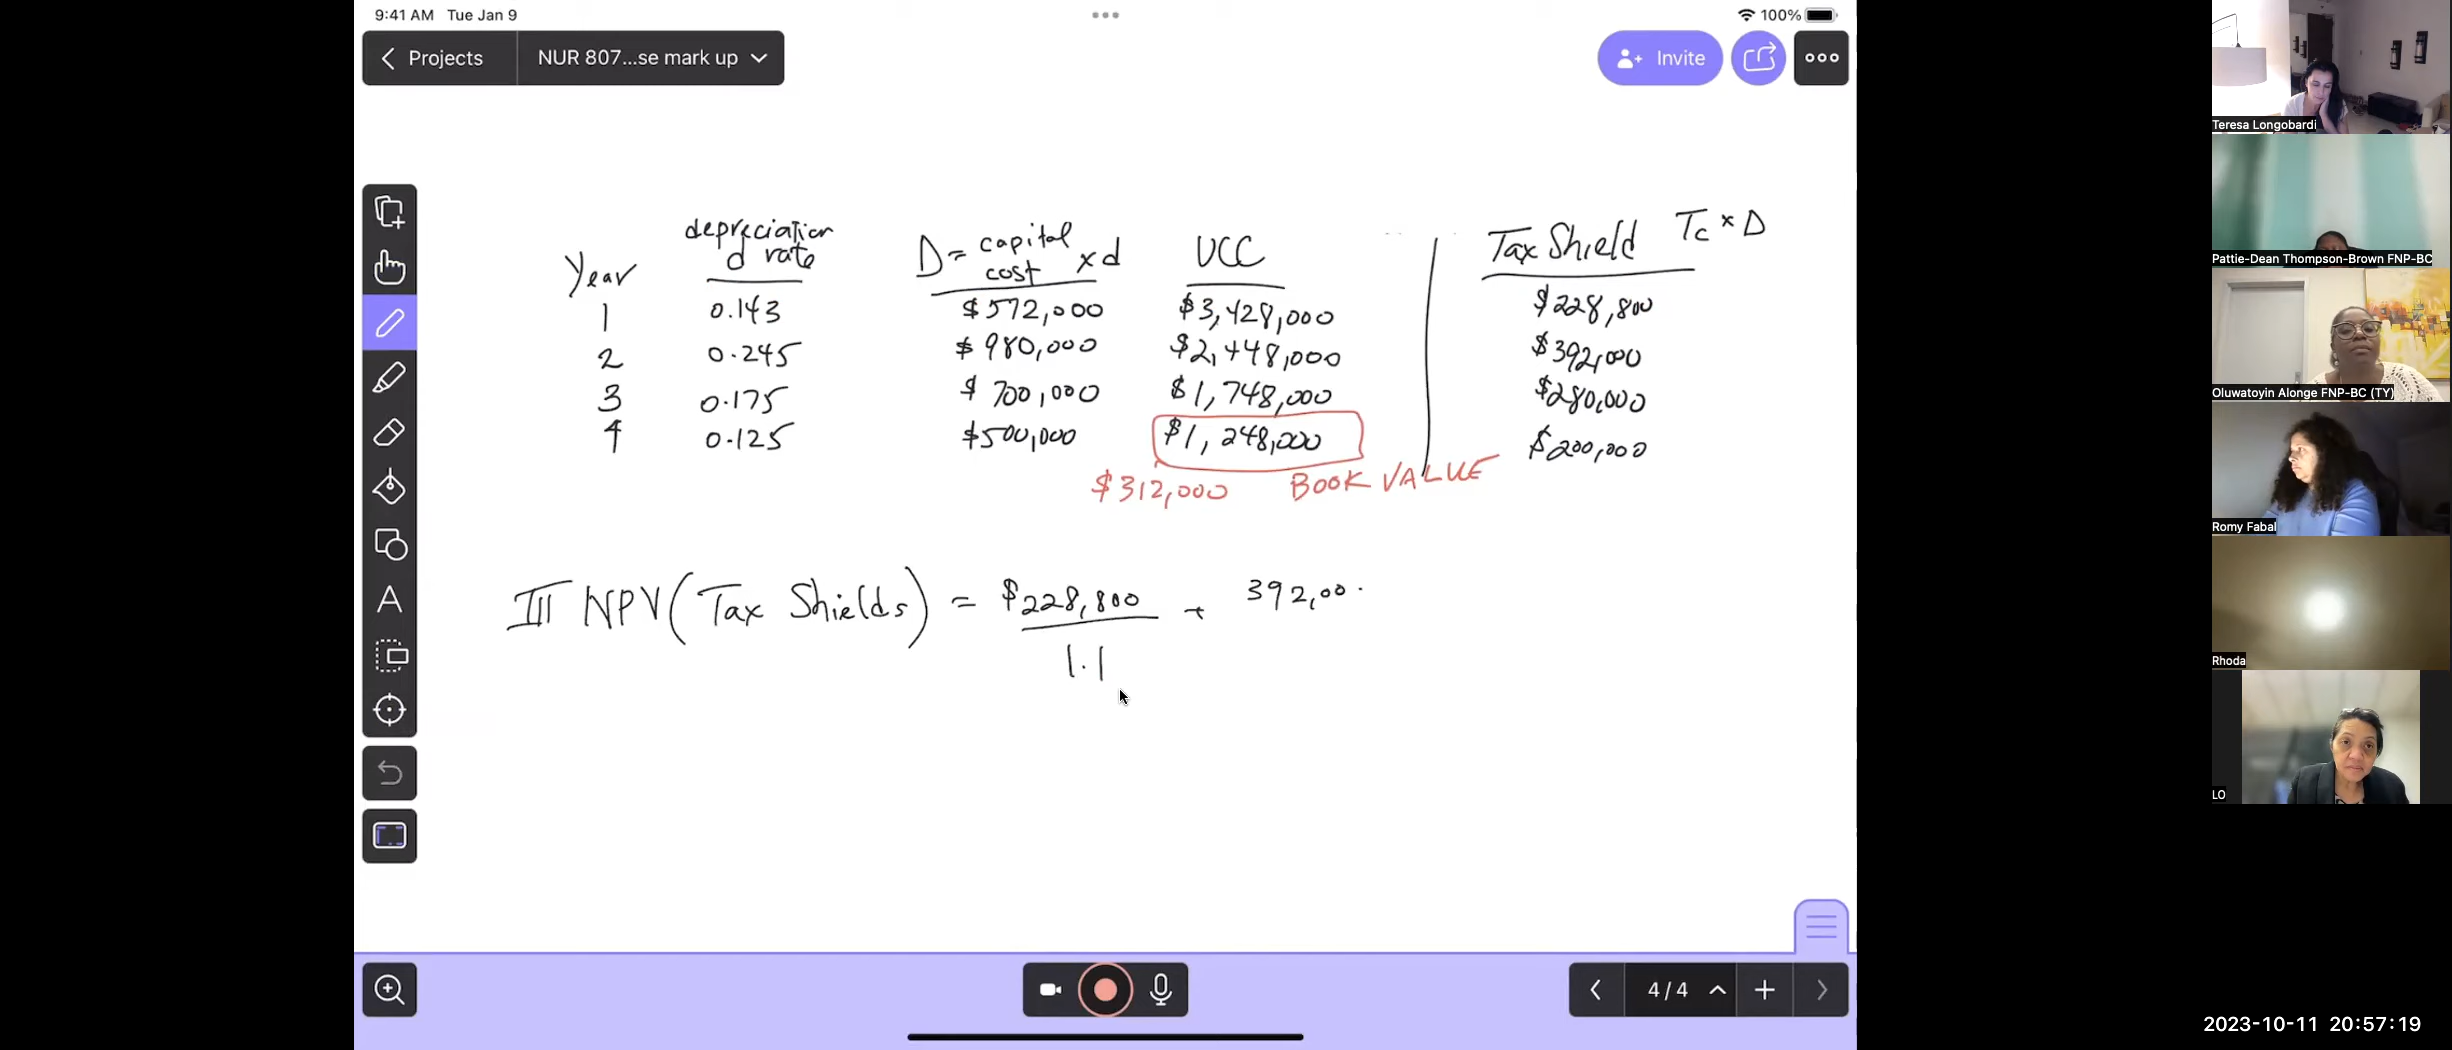 9:41 AM Tue Jan 9
100%
Projects
NUR 807...se mark up
Invite
Year
depreciation
d rate
D = capital cost × d
UCC
Tax Shield Tc × D
1 0.143 $572,000 $3,428,000 $228,800
2 0.245 $980,000 $2,448,000 $392,000
3 0.175 $700,000 $1,748,000 $280,000
4 0.125 $500,000 $1,248,000 $200,000
$312,000 BOOK VALUE
III NPV(Tax Shields) = $228,800 + 392,00.
1.1
A
4/4
Teresa Longobardi
Pattie-Dean Thompson-Brown FNP-BC
Oluwatoyin Alonge FNP-BC (TY)
Romy Fabal
Rhoda
LO
2023-10-11 20:57:19